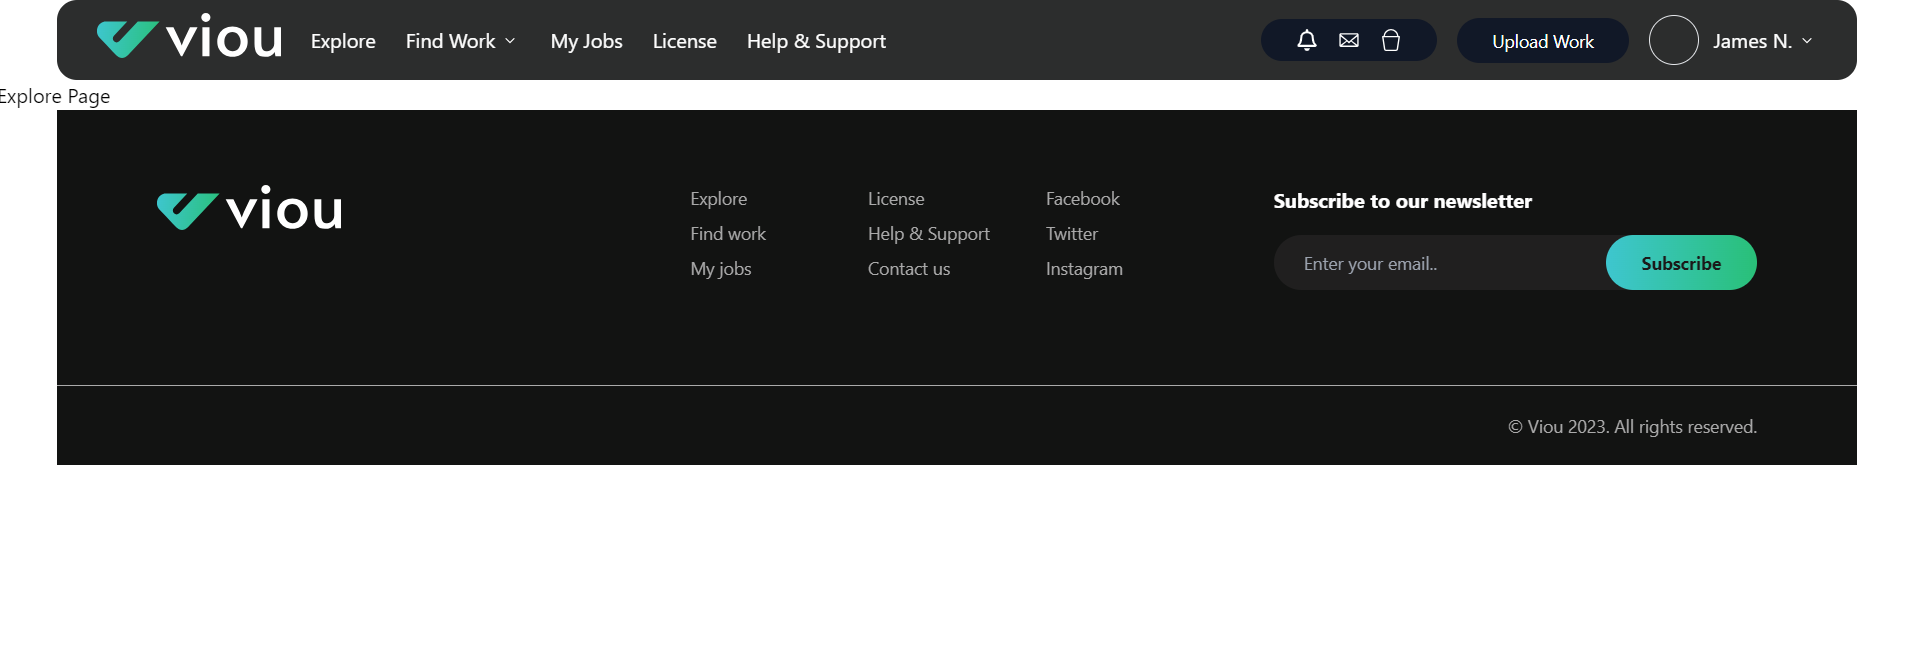 viou Explore Find Work My Jobs License Help & Support Upload Work James N.
Explore Page
viou
Explore License Facebook
Find work Help & Support Twitter
My jobs Contact us Instagram
Subscribe to our newsletter
Enter your email.. Subscribe
© Viou 2023. All rights reserved.